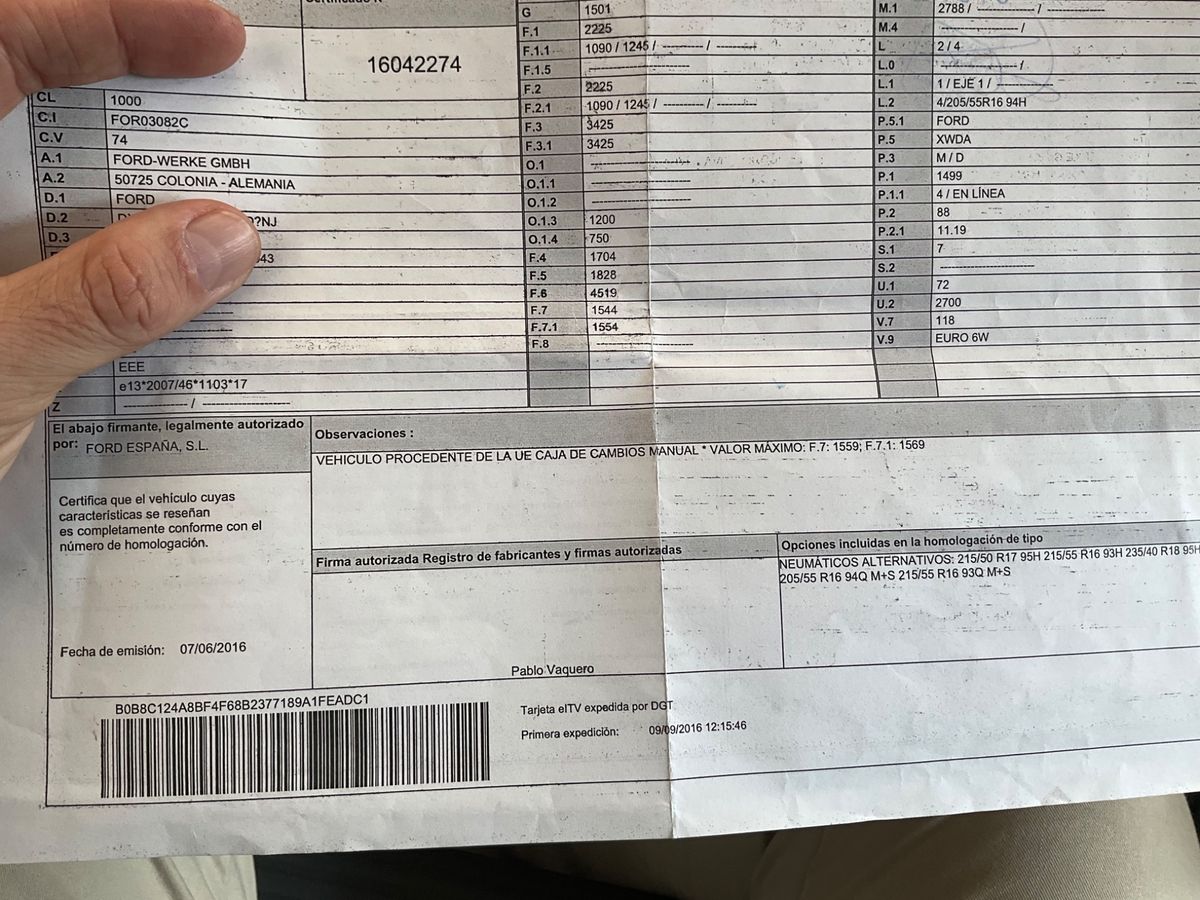 16042274
CL 1000
C.I FOR03082C
C.V 74
A.1 FORD-WERKE GMBH
A.2 50725 COLONIA - ALEMANIA
D.1 FORD
D.2 ?NJ
D.3
43
EEE
e13*2007/46*1103*17
Z ------------- / ------------------
G 1501
F.1 2225
F.1.1 1090 / 1245 / --------- / ---------
F.1.5 --------------------
F.2 2225
F.2.1 1090 / 1245 / --------- / ---------
F.3 3425
F.3.1 3425
O.1 --------------------
O.1.1 --------------------
O.1.2 --------------------
O.1.3 1200
O.1.4 750
F.4 1704
F.5 1828
F.6 4519
F.7 1544
F.7.1 1554
F.8 --------------------
M.1 2788 / ------------- / -------------
M.4 ---------------- /
L 2 / 4
L.0 ---------------- /
L.1 1 / EJE 1 / -------------
L.2 4/205/55R16 94H
P.5.1 FORD
P.5 XWDA
P.3 M / D
P.1 1499
P.1.1 4 / EN LÍNEA
P.2 88
P.2.1 11.19
S.1 7
S.2 --------------------
U.1 72
U.2 2700
V.7 118
V.9 EURO 6W
El abajo firmante, legalmente autorizado
por: FORD ESPAÑA, S.L.
Certifica que el vehiculo cuyas
características se reseñan
es completamente conforme con el
número de homologación.
Fecha de emisión: 07/06/2016
Observaciones :
VEHICULO PROCEDENTE DE LA UE CAJA DE CAMBIOS MANUAL * VALOR MÁXIMO: F.7: 1559; F.7.1: 1569
Firma autorizada Registro de fabricantes y firmas autorizadas
Pablo Vaquero
Opciones incluidas en la homologación de tipo
NEUMÁTICOS ALTERNATIVOS: 215/50 R17 95H 215/55 R16 93H 235/40 R18 95H
205/55 R16 94Q M+S 215/55 R16 93Q M+S
B0B8C124A8BF4F68B2377189A1FEADC1
Tarjeta eITV expedida por DGT
Primera expedición: 09/09/2016 12:15:46